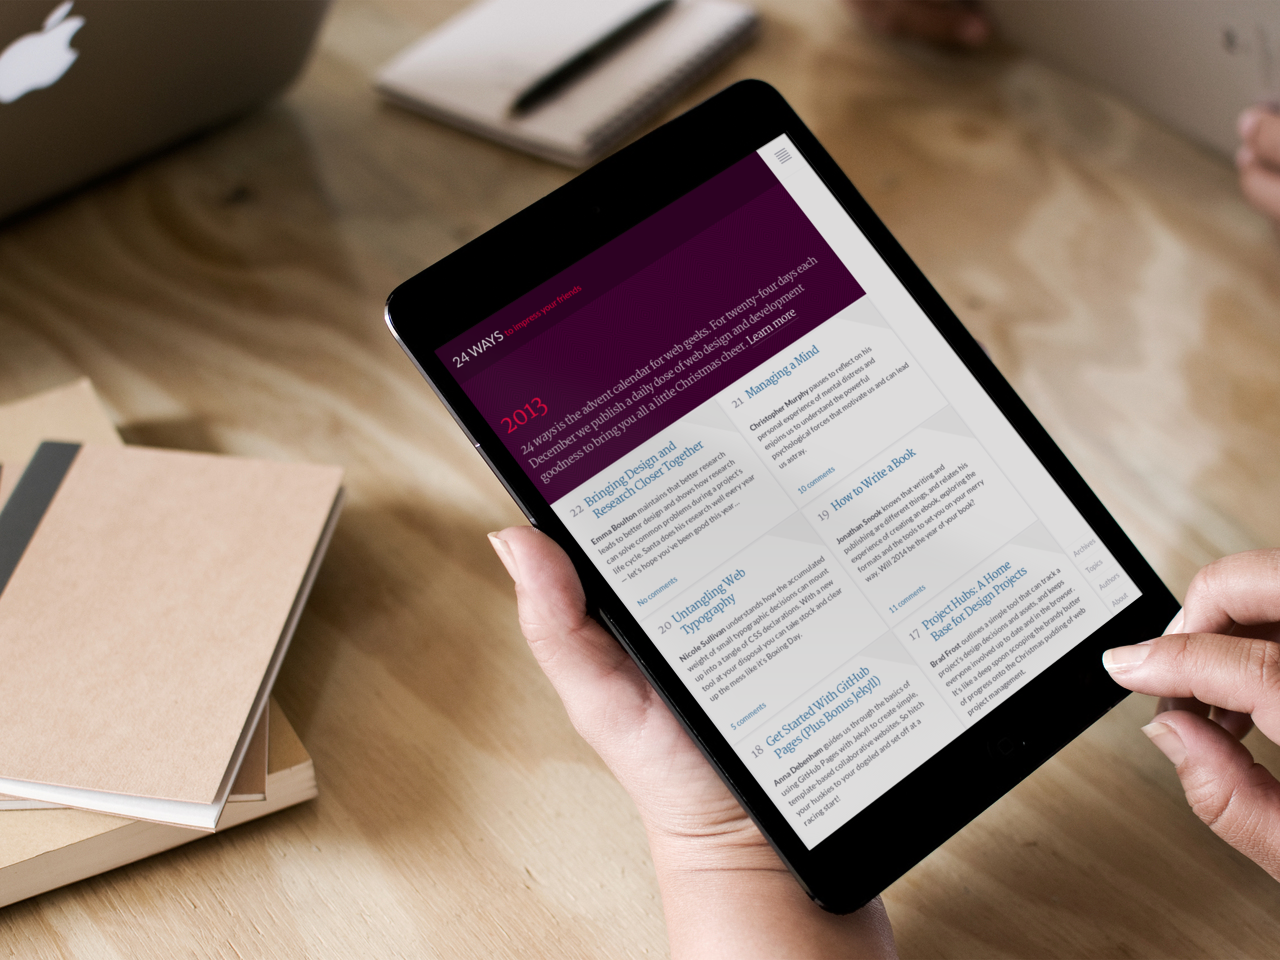 24 WAYS to impress your friends
2013
24 ways is the advent calendar for web geeks. For twenty-four days each
December we publish a daily dose of web design and development
goodness to bring you all a little Christmas cheer. Learn more
22 Bringing Design and
Research Closer Together
Emma Boulton maintains that better research
leads to better design and shows how research
can solve common problems during a project's
life cycle. Santa does his research well every year
— let's hope you've been good this year…
No comments
21 Managing a Mind
Christopher Murphy pauses to reflect on his
personal experience of mental distress and
enjoins us to understand the powerful
psychological forces that motivate us and can lead
us astray.
10 comments
20 Untangling Web
Typography
Nicole Sullivan understands how the accumulated
weight of small typographic decisions can mount
up into a tangle of CSS declarations. With a new
tool at your disposal you can take stock and clear
up the mess like it's Boxing Day.
5 comments
19 How to Write a Book
Jonathan Snook knows that writing and
publishing are different things, and relates his
experience of creating an ebook, exploring the
formats and the tools to set you on your merry
way. Will 2014 be the year of your book?
11 comments
18 Get Started With GitHub
Pages (Plus Bonus Jekyll)
Anna Debenham guides us through the basics of
using GitHub Pages with Jekyll to create simple,
template-based collaborative websites. So hitch
your huskies to your dogsled and set off at a
racing start!
17 Project Hubs: A Home
Base for Design Projects
Brad Frost outlines a simple tool that can track a
project's design decisions and assets, and keeps
everyone involved up to date and in the browser.
It's like a deep spoon scooping the brandy butter
of progress onto the Christmas pudding of web
project management.
Archives
Topics
Authors
About